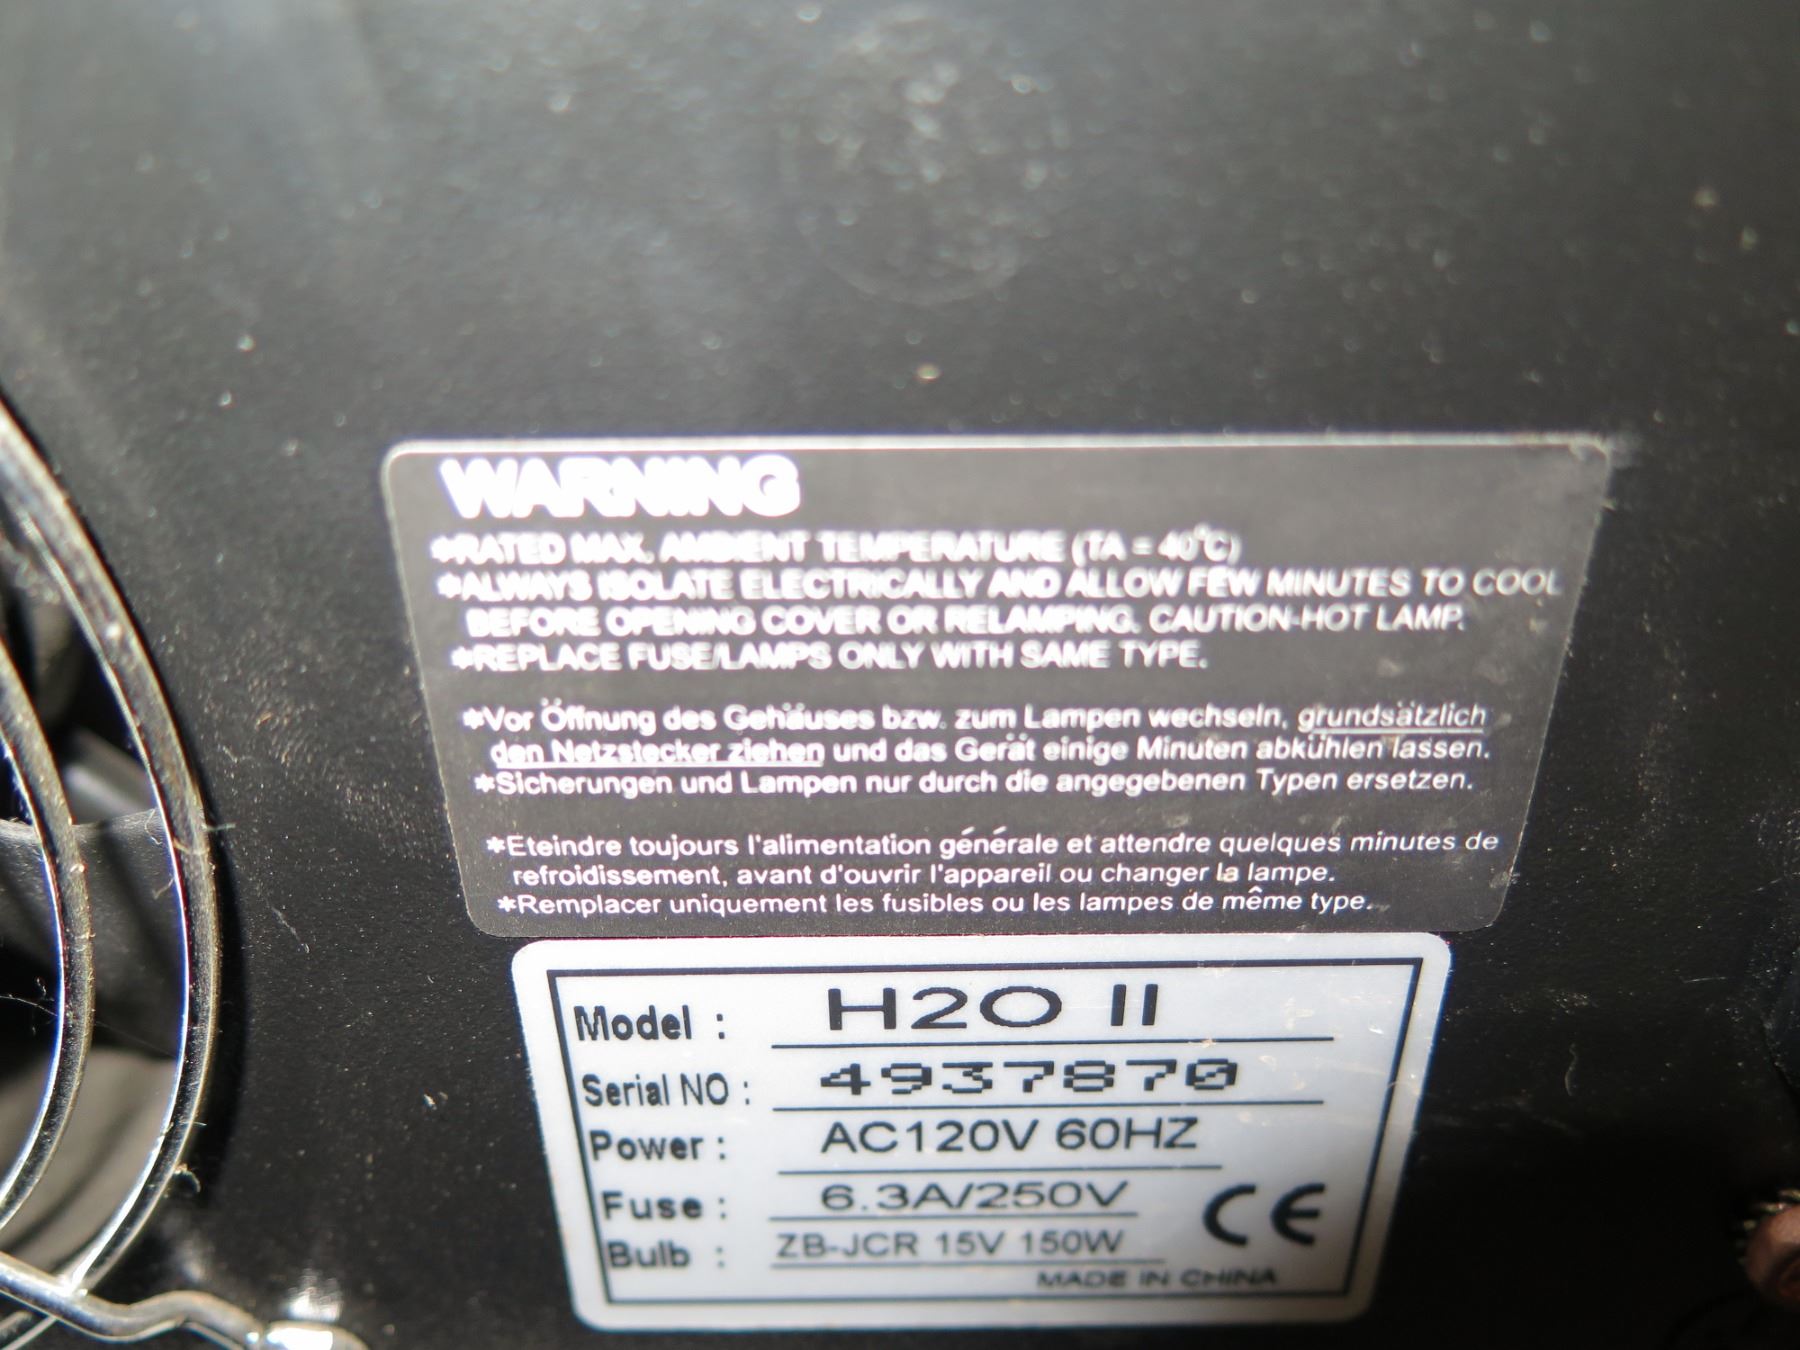 WARNING
*RATED MAX. AMBIENT TEMPERATURE (TA = 40°C)
*ALWAYS ISOLATE ELECTRICALLY AND ALLOW FEW MINUTES TO COOL
BEFORE OPENING COVER OR RELAMPING. CAUTION-HOT LAMP.
*REPLACE FUSE/LAMPS ONLY WITH SAME TYPE.
*Vor Öffnung des Gehäuses bzw. zum Lampen wechseln, grundsätzlich
den Netzstecker ziehen und das Gerät einige Minuten abkühlen lassen.
*Sicherungen und Lampen nur durch die angegebenen Typen ersetzen.
*Eteindre toujours l'alimentation générale et attendre quelques minutes de
refroidissement, avant d'ouvrir l'appareil ou changer la lampe.
*Remplacer uniquement les fusibles ou les lampes de même type.
Model : H2O II
Serial NO : 4937870
Power : AC120V 60HZ
Fuse : 6.3A/250V
CE
Bulb : ZB-JCR 15V 150W
MADE IN CHINA